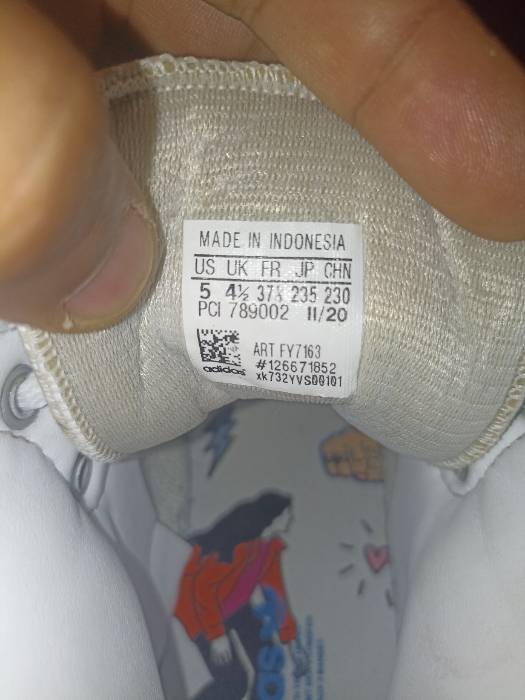 MADE IN INDONESIA
US UK FR JP CHN
5 4½ 37⅓ 235 230
PCI 789002 11/20
ART FY7163
#126671852
adidas
xk732YVS00101